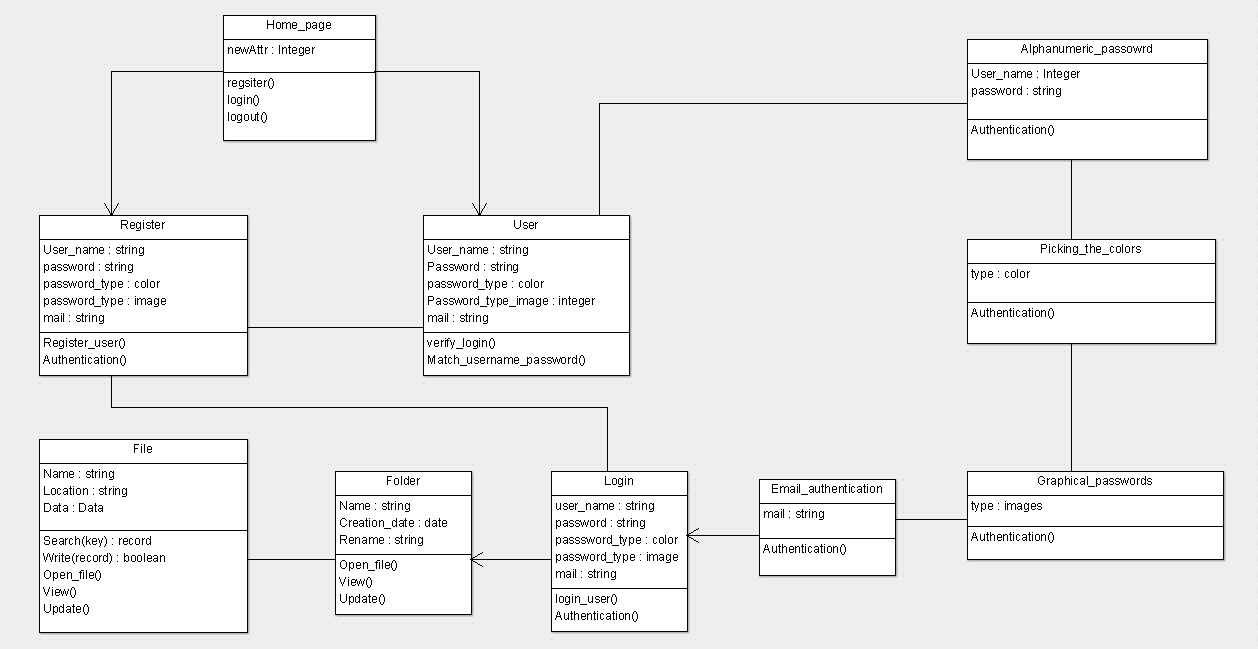 Home_page
newAttr : Integer
regsiter()
login()
logout()
Alphanumeric_passowrd
User_name : Integer
password : string
Authentication()
Register
User_name : string
password : string
password_type : color
password_type : image
mail : string
Register_user()
Authentication()
User
User_name : string
Password : string
password_type : color
Password_type_image : integer
mail : string
verify_login()
Match_username_password()
Picking_the_colors
type : color
Authentication()
File
Name : string
Location : string
Data : Data
Search(key) : record
Write(record) : boolean
Open_file()
View()
Update()
Folder
Name : string
Creation_date : date
Rename : string
Open_file()
View()
Update()
Login
user_name : string
password : string
passsword_type : color
password_type : image
mail : string
login_user()
Authentication()
Email_authentication
mail : string
Authentication()
Graphical_passwords
type : images
Authentication()